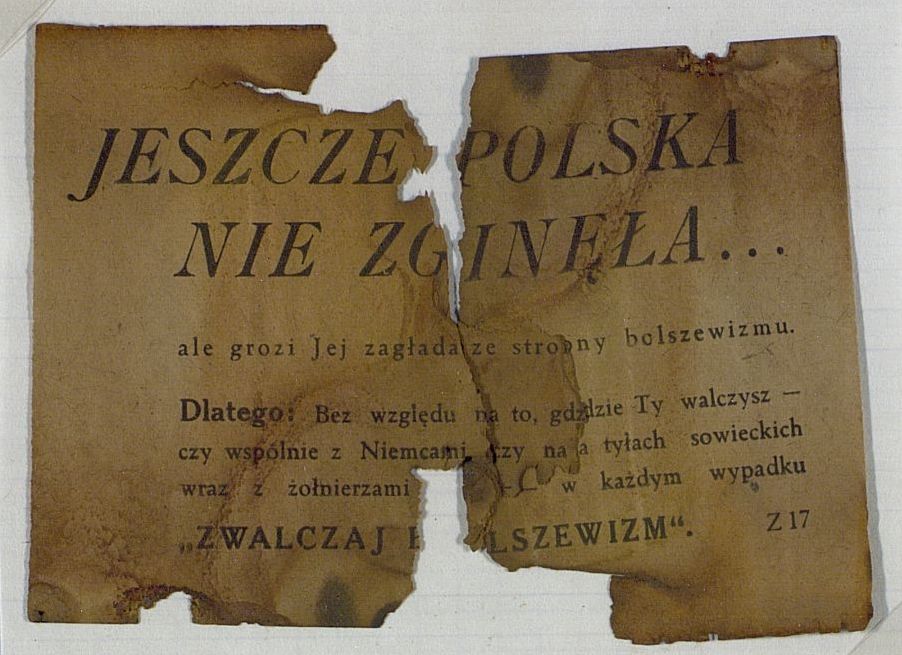 JESZCZE POLSKA
NIE ZGINĘŁA...
ale grozi Jej zagłada ze strony bolszewizmu.
Dlatego: Bez względu na to, gdzie Ty walczysz —
czy wspólnie z Niemcami, czy na tyłach sowieckich
wraz z żołnierzami — w każdym wypadku
„ZWALCZAJ LSZEWIZM“. Z 17